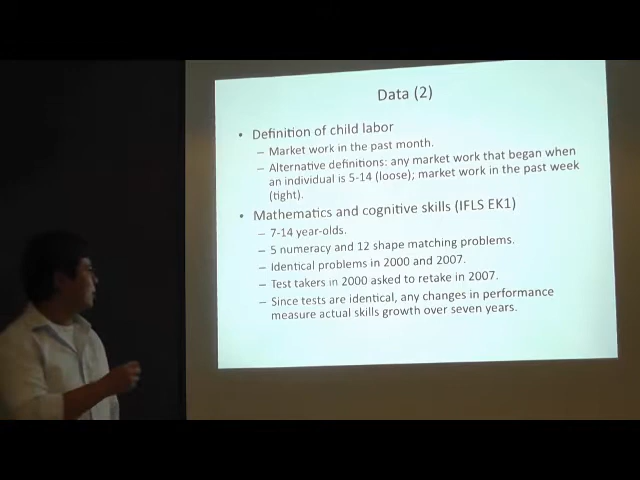 Data (2)
• Definition of child labor
– Market work in the past month.
– Alternative definitions: any market work that began when
an individual is 5-14 (loose); market work in the past week
(tight).
• Mathematics and cognitive skills (IFLS EK1)
– 7-14 year-olds.
– 5 numeracy and 12 shape matching problems.
– Identical problems in 2000 and 2007.
– Test takers in 2000 asked to retake in 2007.
– Since tests are identical, any changes in performance
measure actual skills growth over seven years.